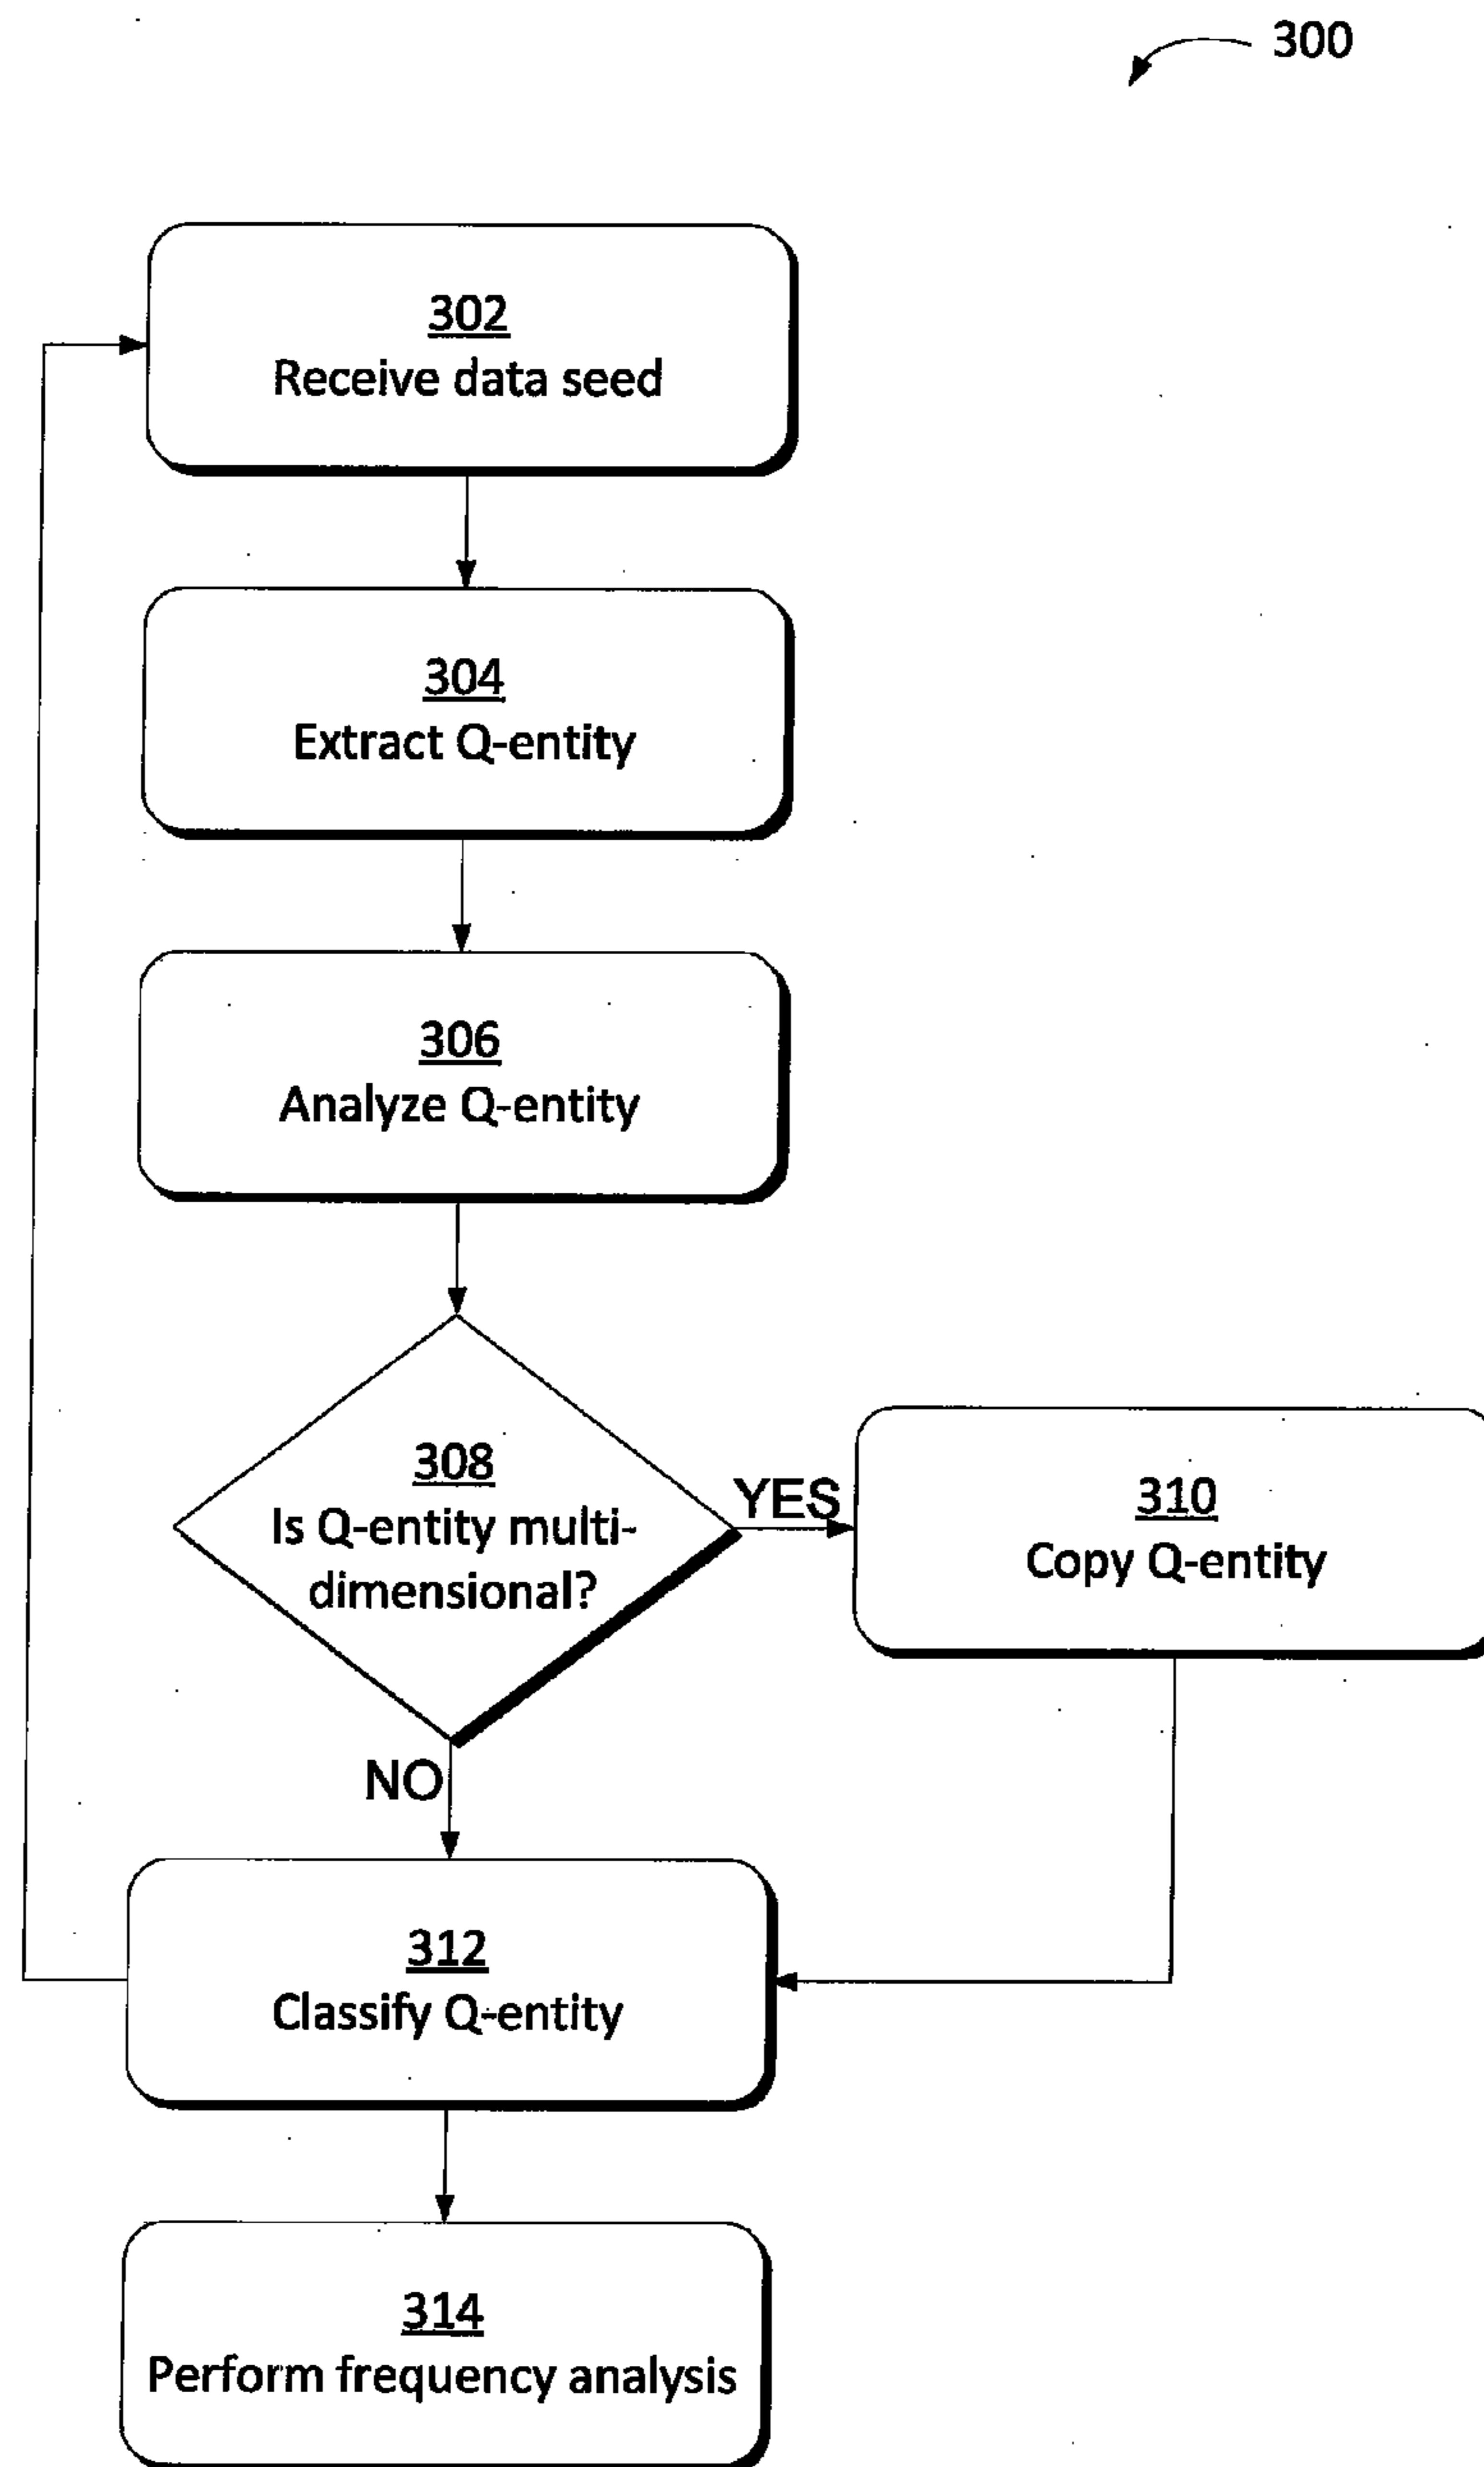 300
302
Receive data seed
304
Extract Q-entity
306
Analyze Q-entity
308
Is Q-entity multi-
dimensional?
YES
310
Copy Q-entity
NO
312
Classify Q-entity
314
Perform frequency analysis